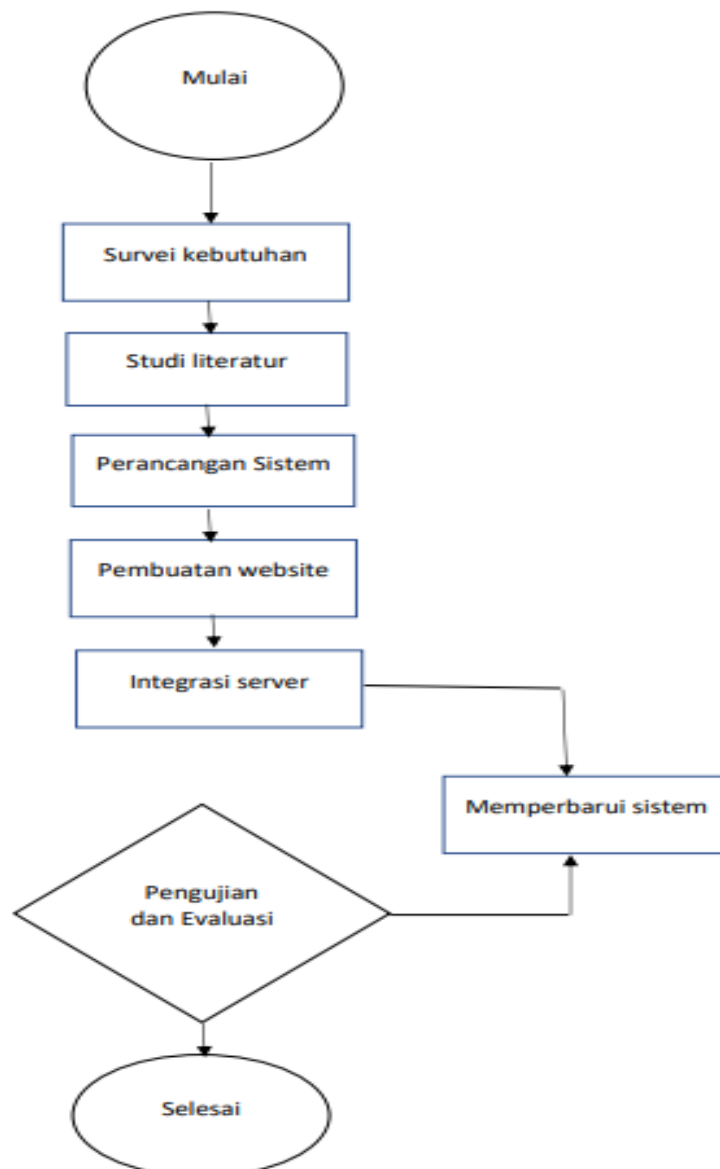 Mulai
Survei kebutuhan
Studi literatur
Perancangan Sistem
Pembuatan website
Integrasi server
Memperbarui sistem
Pengujian
dan Evaluasi
Selesai